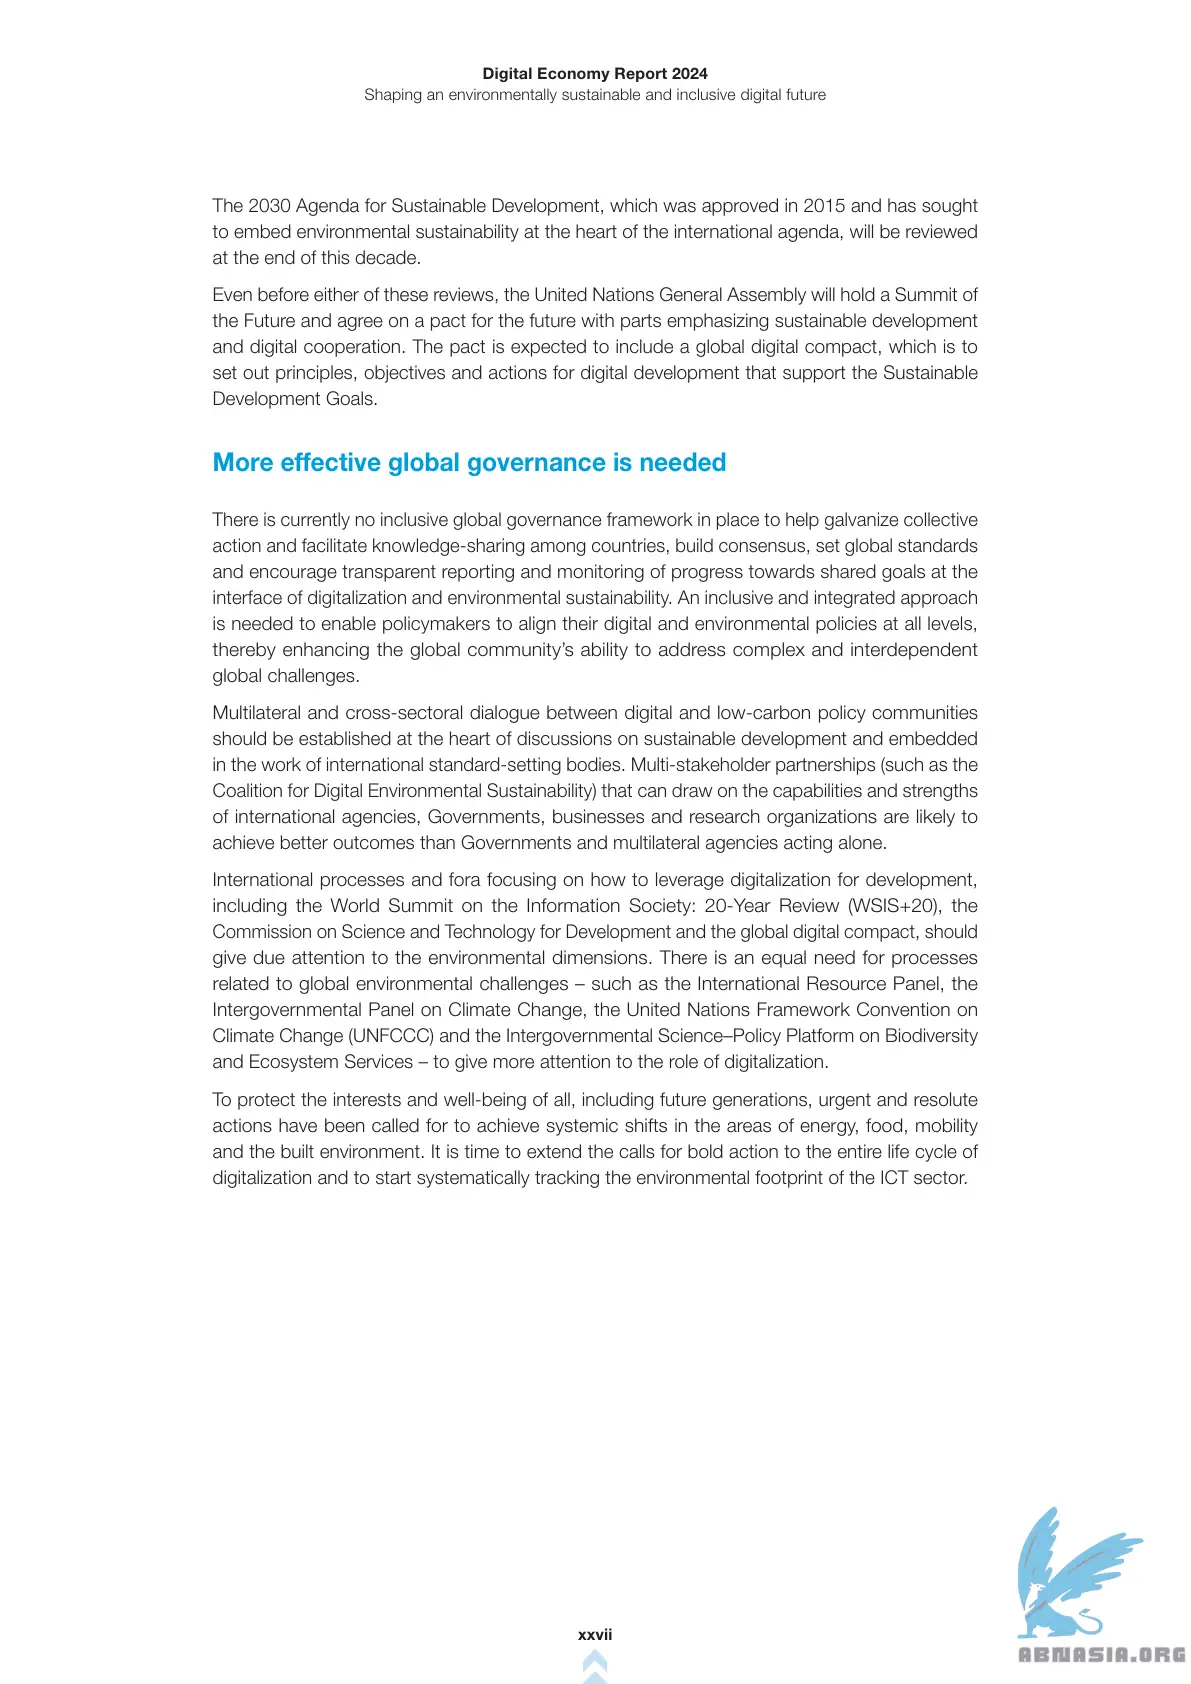 Digital Economy Report 2024
Shaping an environmentally sustainable and inclusive digital future
The 2030 Agenda for Sustainable Development, which was approved in 2015 and has sought
to embed environmental sustainability at the heart of the international agenda, will be reviewed
at the end of this decade.
Even before either of these reviews, the United Nations General Assembly will hold a Summit of
the Future and agree on a pact for the future with parts emphasizing sustainable development
and digital cooperation. The pact is expected to include a global digital compact, which is to
set out principles, objectives and actions for digital development that support the Sustainable
Development Goals.
More effective global governance is needed
There is currently no inclusive global governance framework in place to help galvanize collective
action and facilitate knowledge-sharing among countries, build consensus, set global standards
and encourage transparent reporting and monitoring of progress towards shared goals at the
interface of digitalization and environmental sustainability. An inclusive and integrated approach
is needed to enable policymakers to align their digital and environmental policies at all levels,
thereby enhancing the global community’s ability to address complex and interdependent
global challenges.
Multilateral and cross-sectoral dialogue between digital and low-carbon policy communities
should be established at the heart of discussions on sustainable development and embedded
in the work of international standard-setting bodies. Multi-stakeholder partnerships (such as the
Coalition for Digital Environmental Sustainability) that can draw on the capabilities and strengths
of international agencies, Governments, businesses and research organizations are likely to
achieve better outcomes than Governments and multilateral agencies acting alone.
International processes and fora focusing on how to leverage digitalization for development,
including the World Summit on the Information Society: 20-Year Review (WSIS+20), the
Commission on Science and Technology for Development and the global digital compact, should
give due attention to the environmental dimensions. There is an equal need for processes
related to global environmental challenges – such as the International Resource Panel, the
Intergovernmental Panel on Climate Change, the United Nations Framework Convention on
Climate Change (UNFCCC) and the Intergovernmental Science–Policy Platform on Biodiversity
and Ecosystem Services – to give more attention to the role of digitalization.
To protect the interests and well-being of all, including future generations, urgent and resolute
actions have been called for to achieve systemic shifts in the areas of energy, food, mobility
and the built environment. It is time to extend the calls for bold action to the entire life cycle of
digitalization and to start systematically tracking the environmental footprint of the ICT sector.
xxvii
ABNASIA.ORG